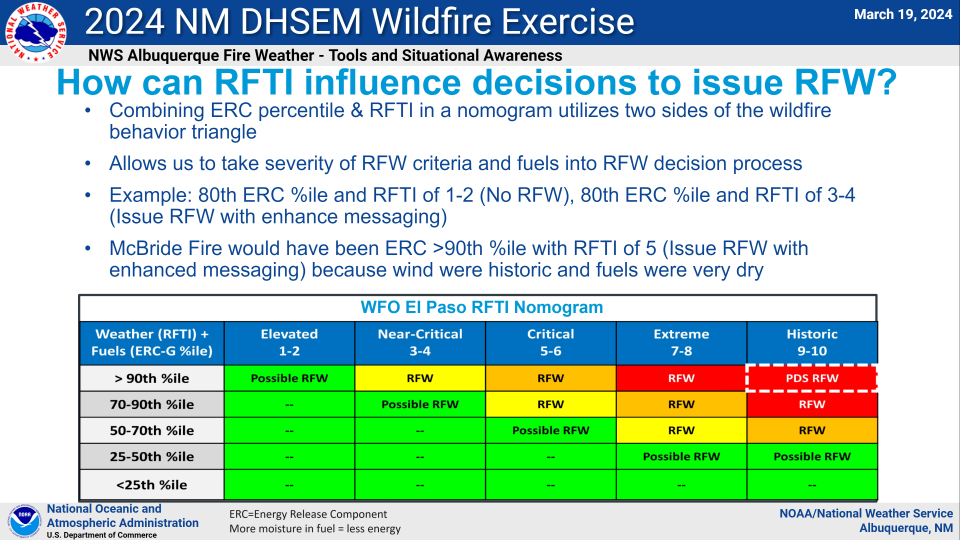 2024 NM DHSEM Wildfire Exercise
March 19, 2024
NATIONAL WEATHER SERVICE
NWS Albuquerque Fire Weather - Tools and Situational Awareness
How can RFTI influence decisions to issue RFW?
• Combining ERC percentile & RFTI in a nomogram utilizes two sides of the wildfire
behavior triangle
• Allows us to take severity of RFW criteria and fuels into RFW decision process
• Example: 80th ERC %ile and RFTI of 1-2 (No RFW), 80th ERC %ile and RFTI of 3-4
(Issue RFW with enhance messaging)
• McBride Fire would have been ERC >90th %ile with RFTI of 5 (Issue RFW with
enhanced messaging) because wind were historic and fuels were very dry
WFO El Paso RFTI Nomogram
Weather (RFTI) + Elevated Near-Critical Critical Extreme Historic
Fuels (ERC-G %ile) 1-2 3-4 5-6 7-8 9-10
> 90th %ile Possible RFW RFW RFW RFW PDS RFW
70-90th %ile -- Possible RFW RFW RFW RFW
50-70th %ile -- -- Possible RFW RFW RFW
25-50th %ile -- -- -- Possible RFW Possible RFW
<25th %ile -- -- -- -- --
NOAA
National Oceanic and
Atmospheric Administration
U.S. Department of Commerce
ERC=Energy Release Component
More moisture in fuel = less energy
NOAA/National Weather Service
Albuquerque, NM